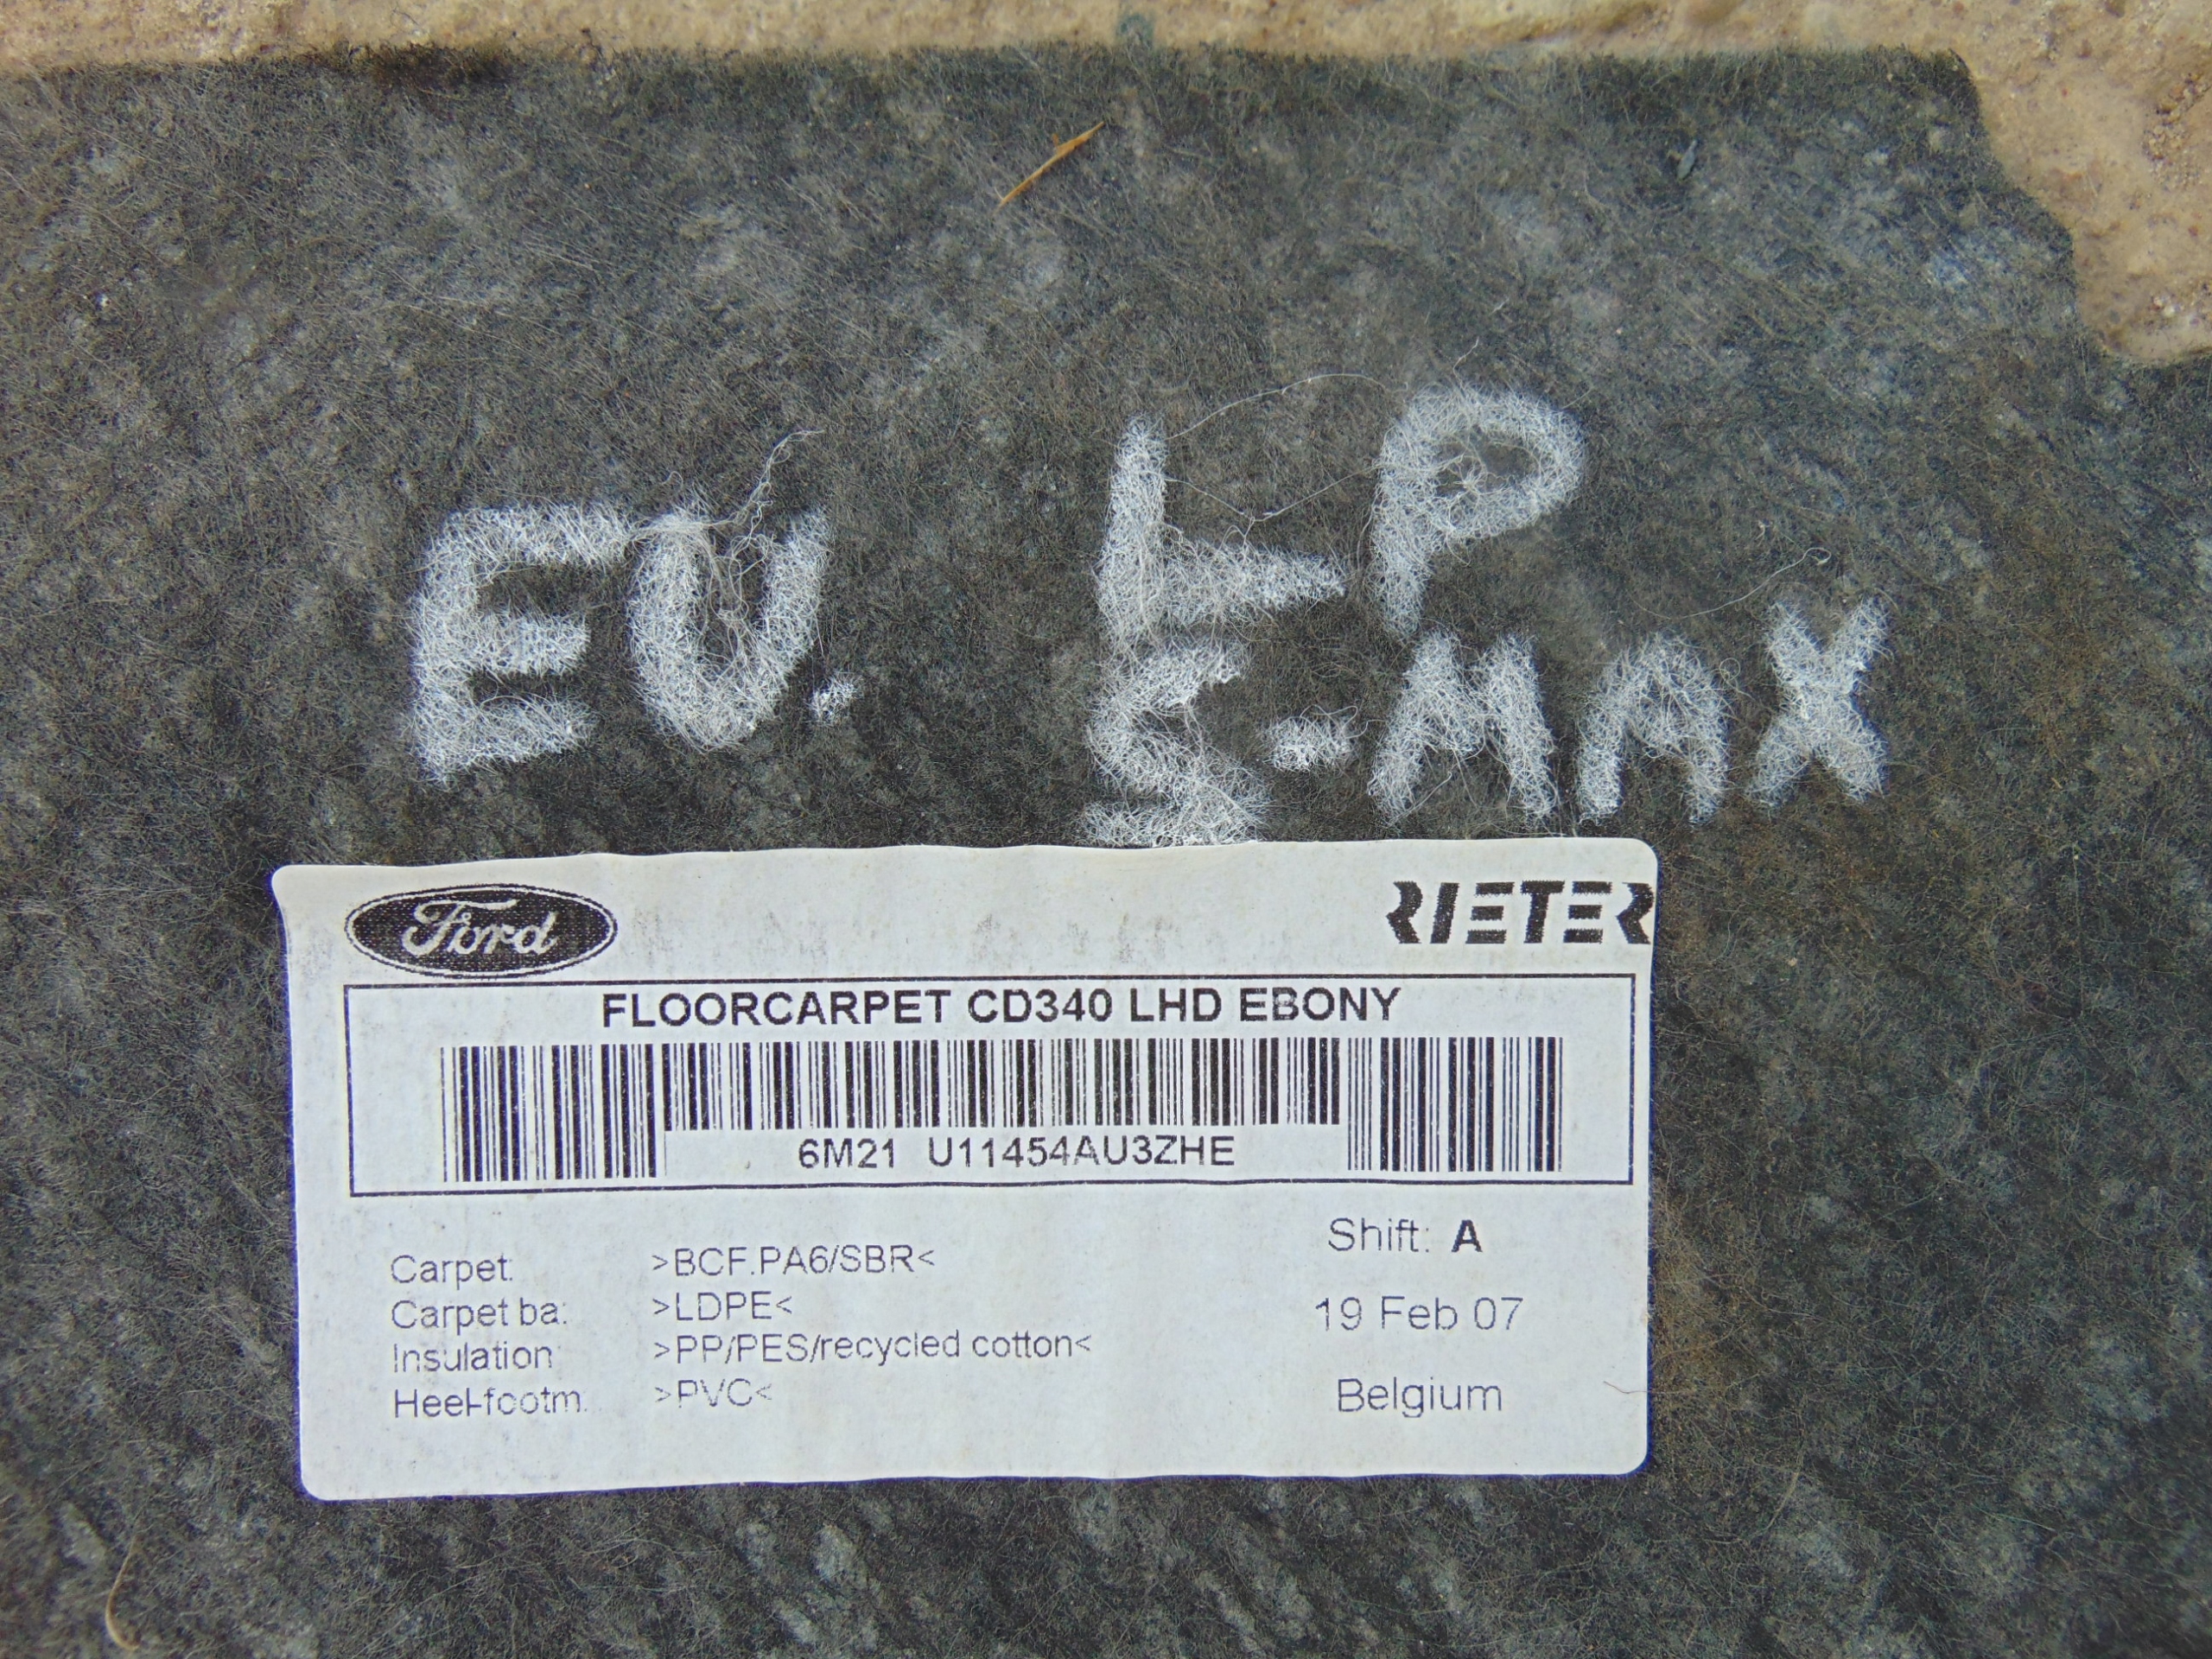 EU. LP
S-MAX
Ford RIETER
FLOORCARPET CD340 LHD EBONY
6M21 U11454AU3ZHE
Shift: A
Carpet: >BCF.PA6/SBR<
Carpet ba: >LDPE<
19 Feb 07
Insulation: >PP/PES/recycled cotton<
Heel-footm. >PVC<
Belgium